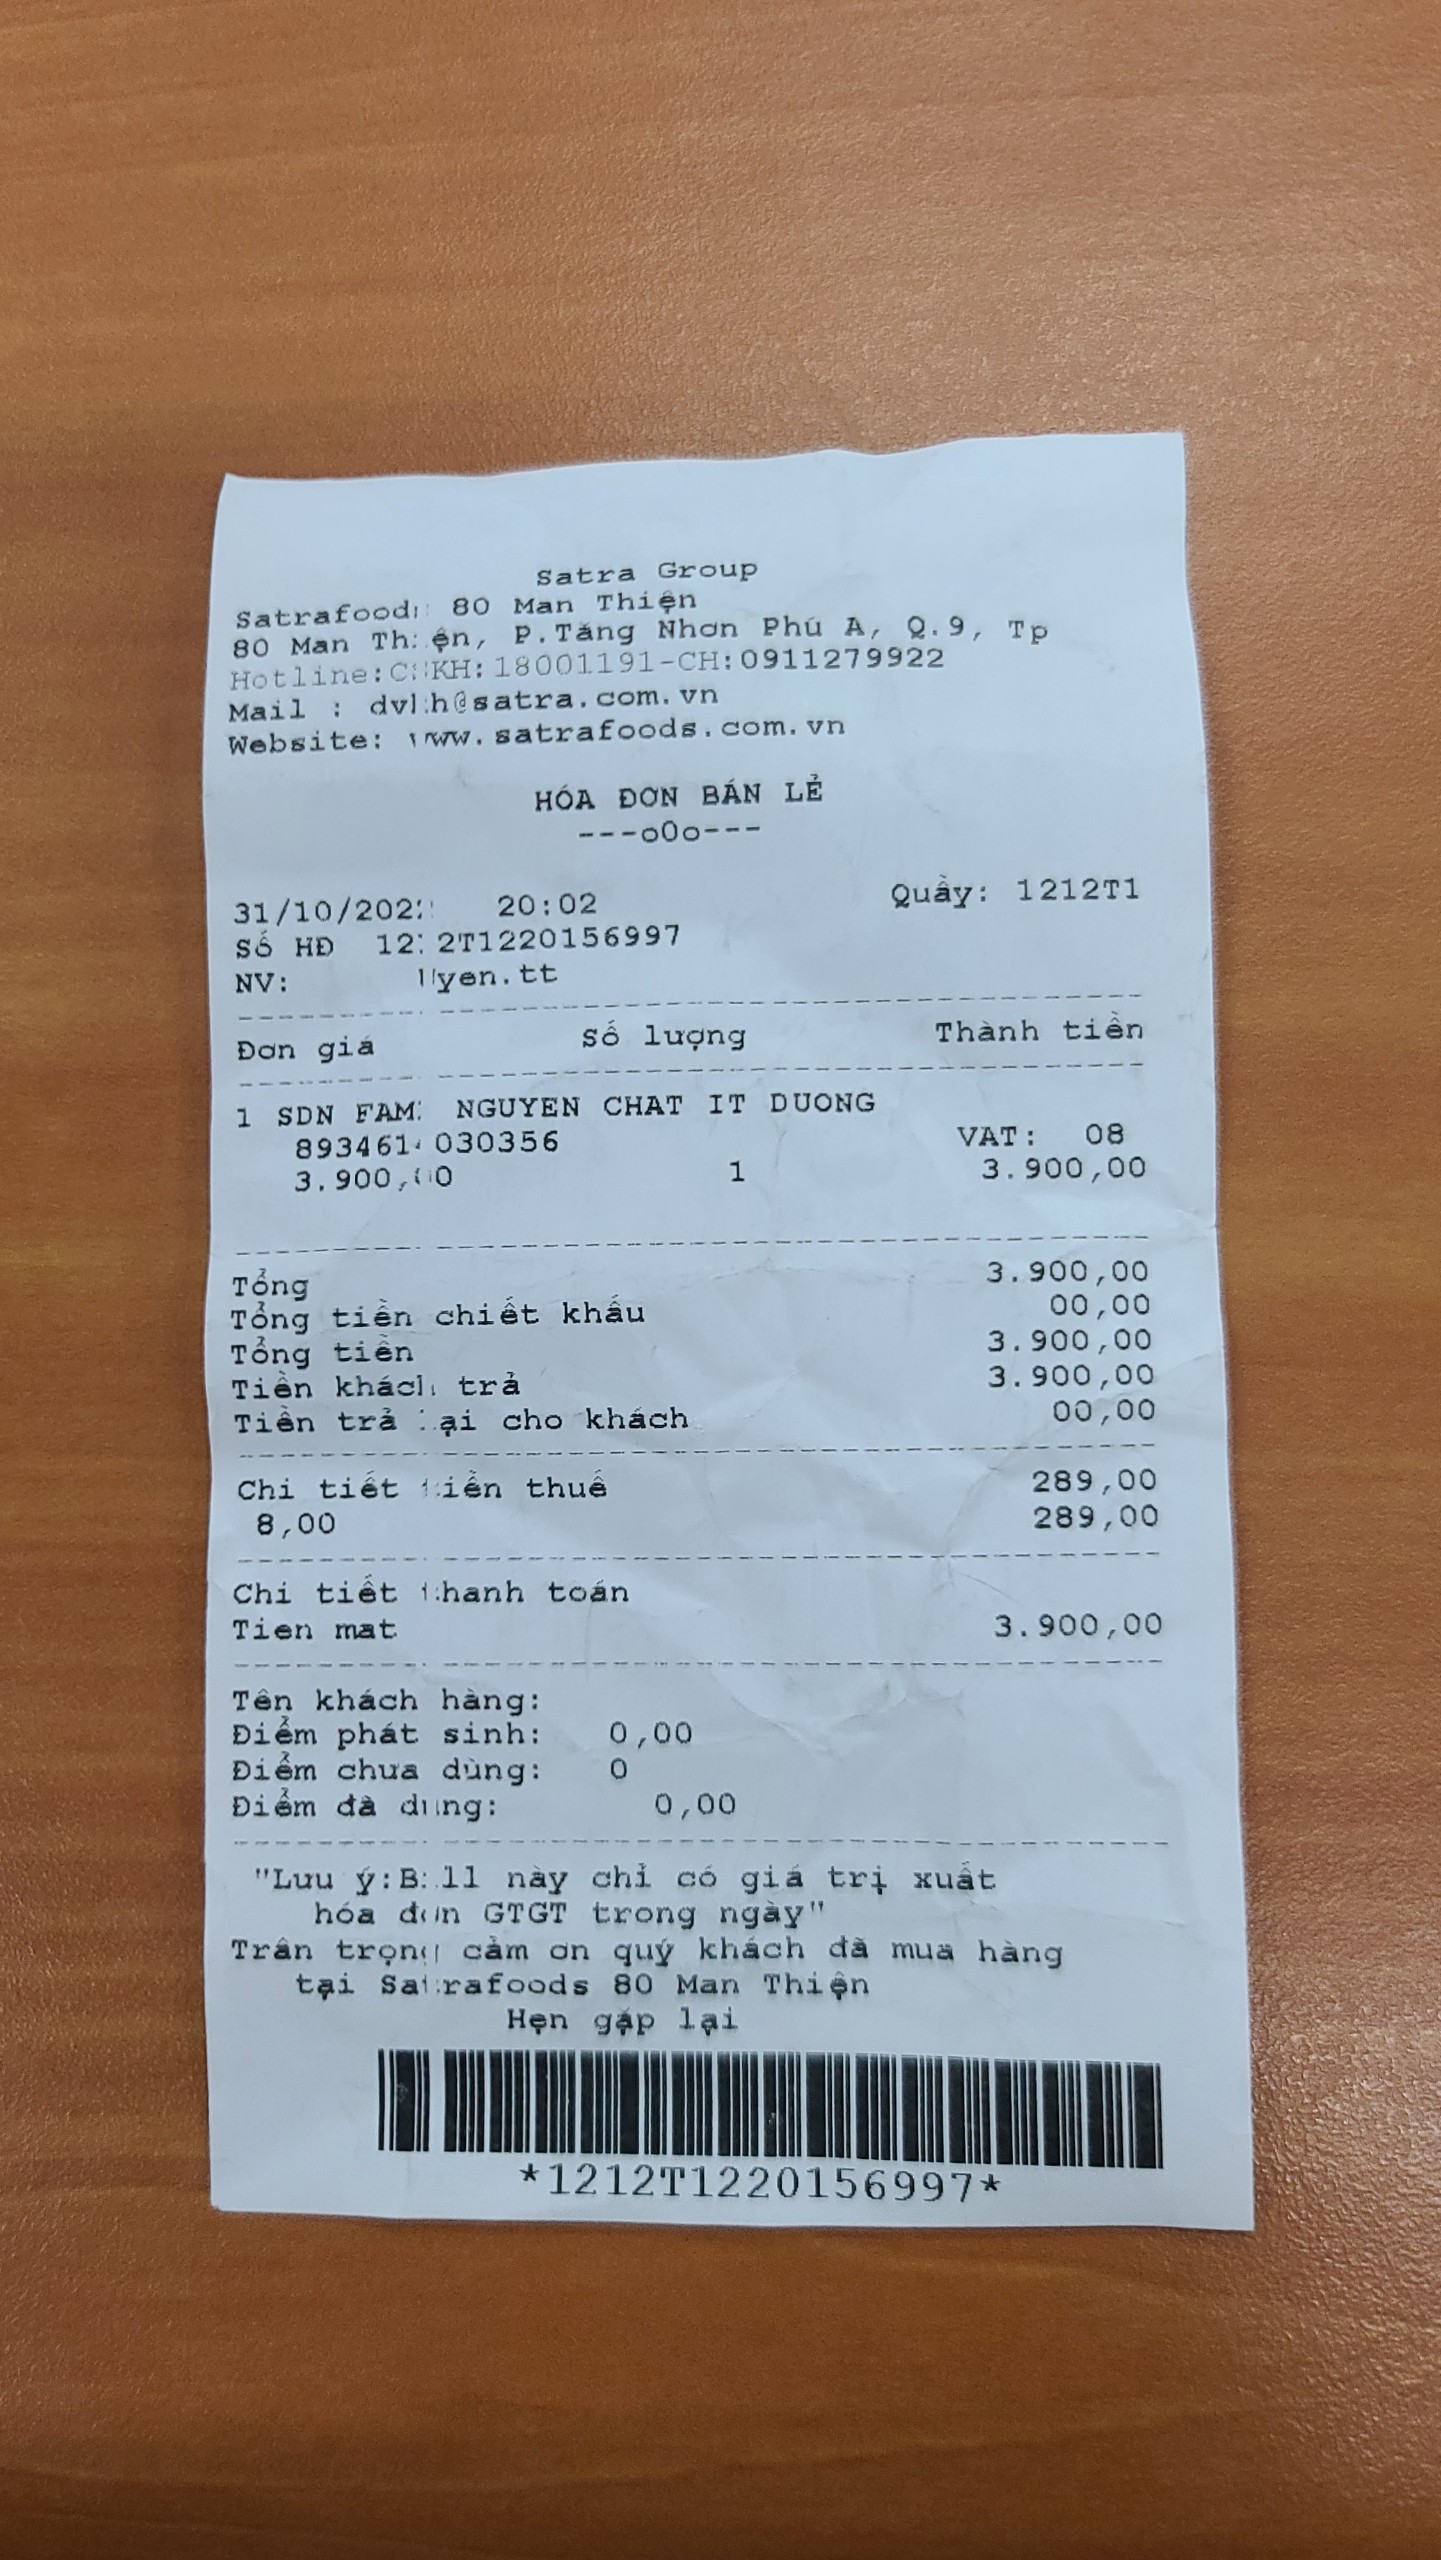 Satra Group
Satrafoods 80 Man Thiện
80 Man Thiện, P.Tăng Nhơn Phú A, Q.9, Tp
Hotline:CSKH:18001191-CH:0911279922
Mail : dvkh@satra.com.vn
Website: www.satrafoods.com.vn
HÓA ĐƠN BÁN LẺ
---o0o---
31/10/2022 20:02 Quầy: 1212T1
Số HĐ 1212T1220156997
NV: Uyen.tt
Đơn giá Số lượng Thành tiền
1 SDN FAMI NGUYEN CHAT IT DUONG
8934614030356 VAT: 08
3.900,00 1 3.900,00
Tổng 3.900,00
Tổng tiền chiết khấu 00,00
Tổng tiền 3.900,00
Tiền khách trả 3.900,00
Tiền trả lại cho khách 00,00
Chi tiết tiền thuế 289,00
8,00 289,00
Chi tiết thanh toán
Tien mat 3.900,00
Tên khách hàng:
Điểm phát sinh: 0,00
Điểm chưa dùng: 0
Điểm đã dùng: 0,00
"Lưu ý:Bill này chỉ có giá trị xuất
hóa đơn GTGT trong ngày"
Trân trọng cảm ơn quý khách đã mua hàng
tại Satrafoods 80 Man Thiện
Hẹn gặp lại
*1212T1220156997*